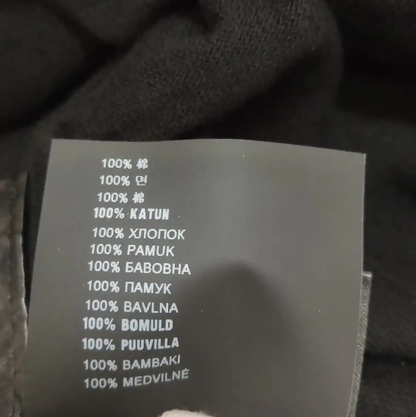 100% 棉
100% 면
100% 棉
100% KATUN
100% ХЛОПОК
100% PAMUK
100% БАВОВНА
100% ПАМУК
100% BAVLNA
100% BOMULD
100% PUUVILLA
100% BAMBAKI
100% MEDVILNĖ